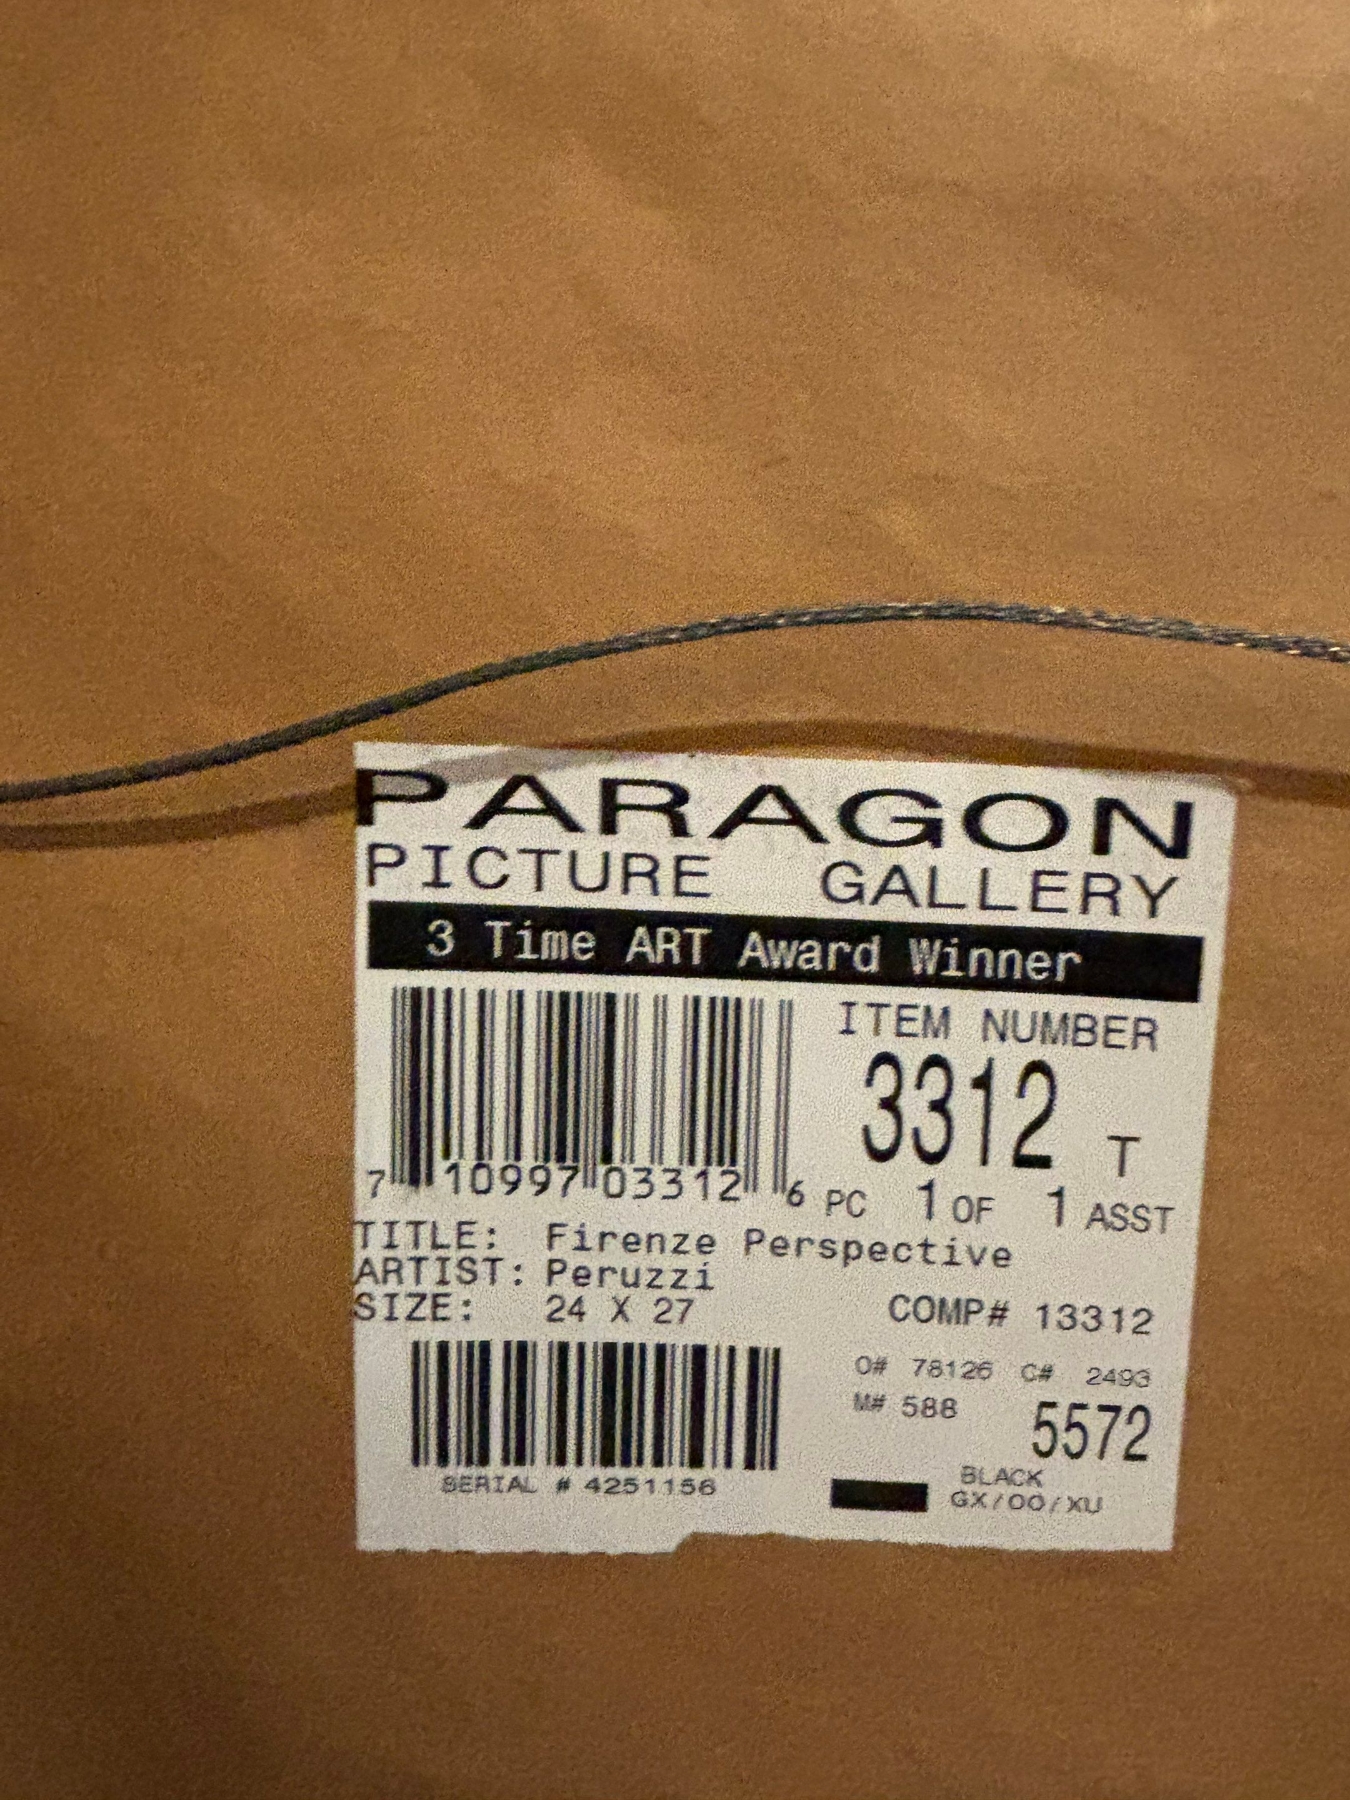 PARAGON
PICTURE GALLERY
3 Time ART Award Winner
ITEM NUMBER
3312 T
7 10997 03312 6
PC 1 OF 1 ASST
TITLE: Firenze Perspective
ARTIST: Peruzzi
SIZE: 24 X 27
COMP# 13312
O# 78126 C# 2493
M# 588
5572
SERIAL # 4251156
BLACK
GX/OO/XU